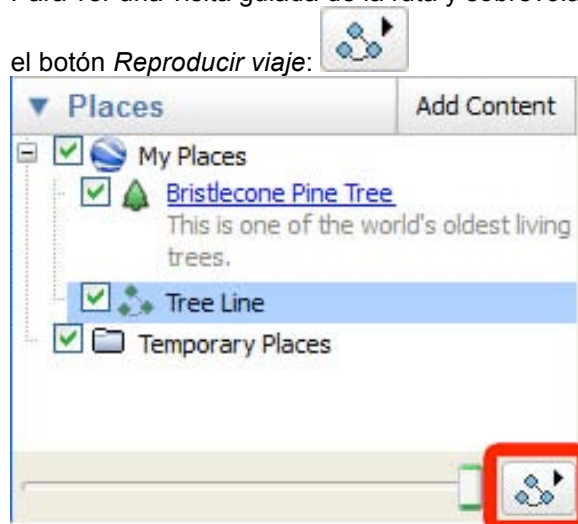 Para ver una visita guiada de la ruta y
el botón Reproducir viaje:
Places
Add Content
My Places
Bristlecone Pine Tree
This is one of the world's oldest living
trees.
Tree Line
Temporary Places